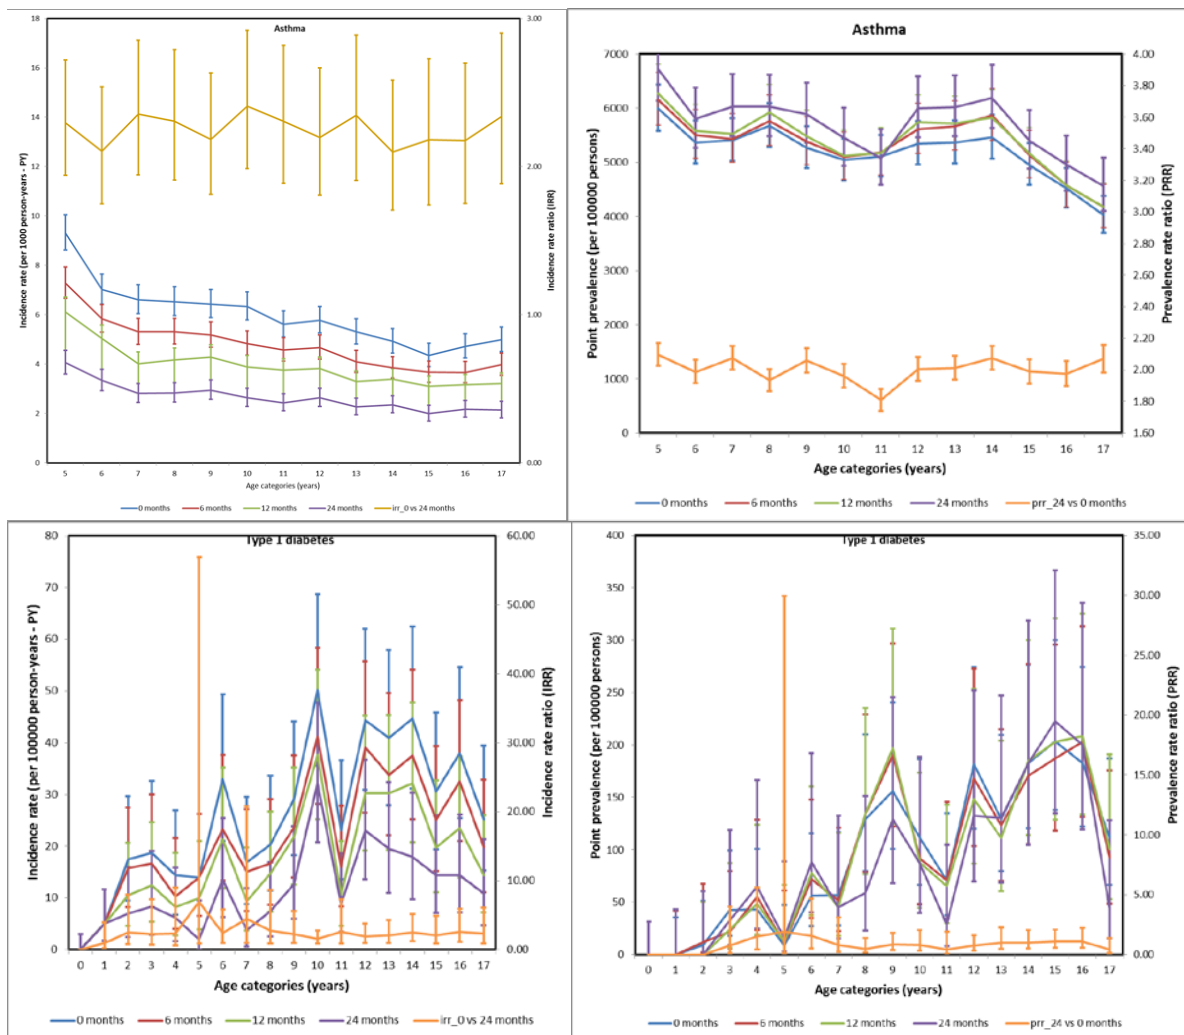 Asthma
Incidence rate (per 1000 person-years - PY)
18
16
14
12
10
8
6
4
2
0
3.00
2.00
1.00
0.00
Incidence rate ratio (IRR)
5 6 7 8 9 10 11 12 13 14 15 16 17
Age categories (years)
0 months 6 months 12 months 24 months irr_0 vs 24 months
Asthma
Point prevalence (per 100000 persons)
7000
6000
5000
4000
3000
2000
1000
0
4.00
3.80
3.60
3.40
3.20
3.00
2.80
2.60
2.40
2.20
2.00
1.80
1.60
Prevalence rate ratio (PRR)
5 6 7 8 9 10 11 12 13 14 15 16 17
Age categories (years)
0 months 6 months 12 months 24 months prr_24 vs 0 months
Type 1 diabetes
Incidence rate (per 100000 person-years - PY)
80
70
60
50
40
30
20
10
0
60.00
50.00
40.00
30.00
20.00
10.00
0.00
Incidence rate ratio (IRR)
0 1 2 3 4 5 6 7 8 9 10 11 12 13 14 15 16 17
Age categories (years)
0 months 6 months 12 months 24 months irr_0 vs 24 months
Type 1 diabetes
Point prevalence (per 100000 persons)
400
350
300
250
200
150
100
50
0
35.00
30.00
25.00
20.00
15.00
10.00
5.00
0.00
Prevalence rate ratio (PRR)
0 1 2 3 4 5 6 7 8 9 10 11 12 13 14 15 16 17
Age categories (years)
0 months 6 months 12 months 24 months prr_24 vs 0 months